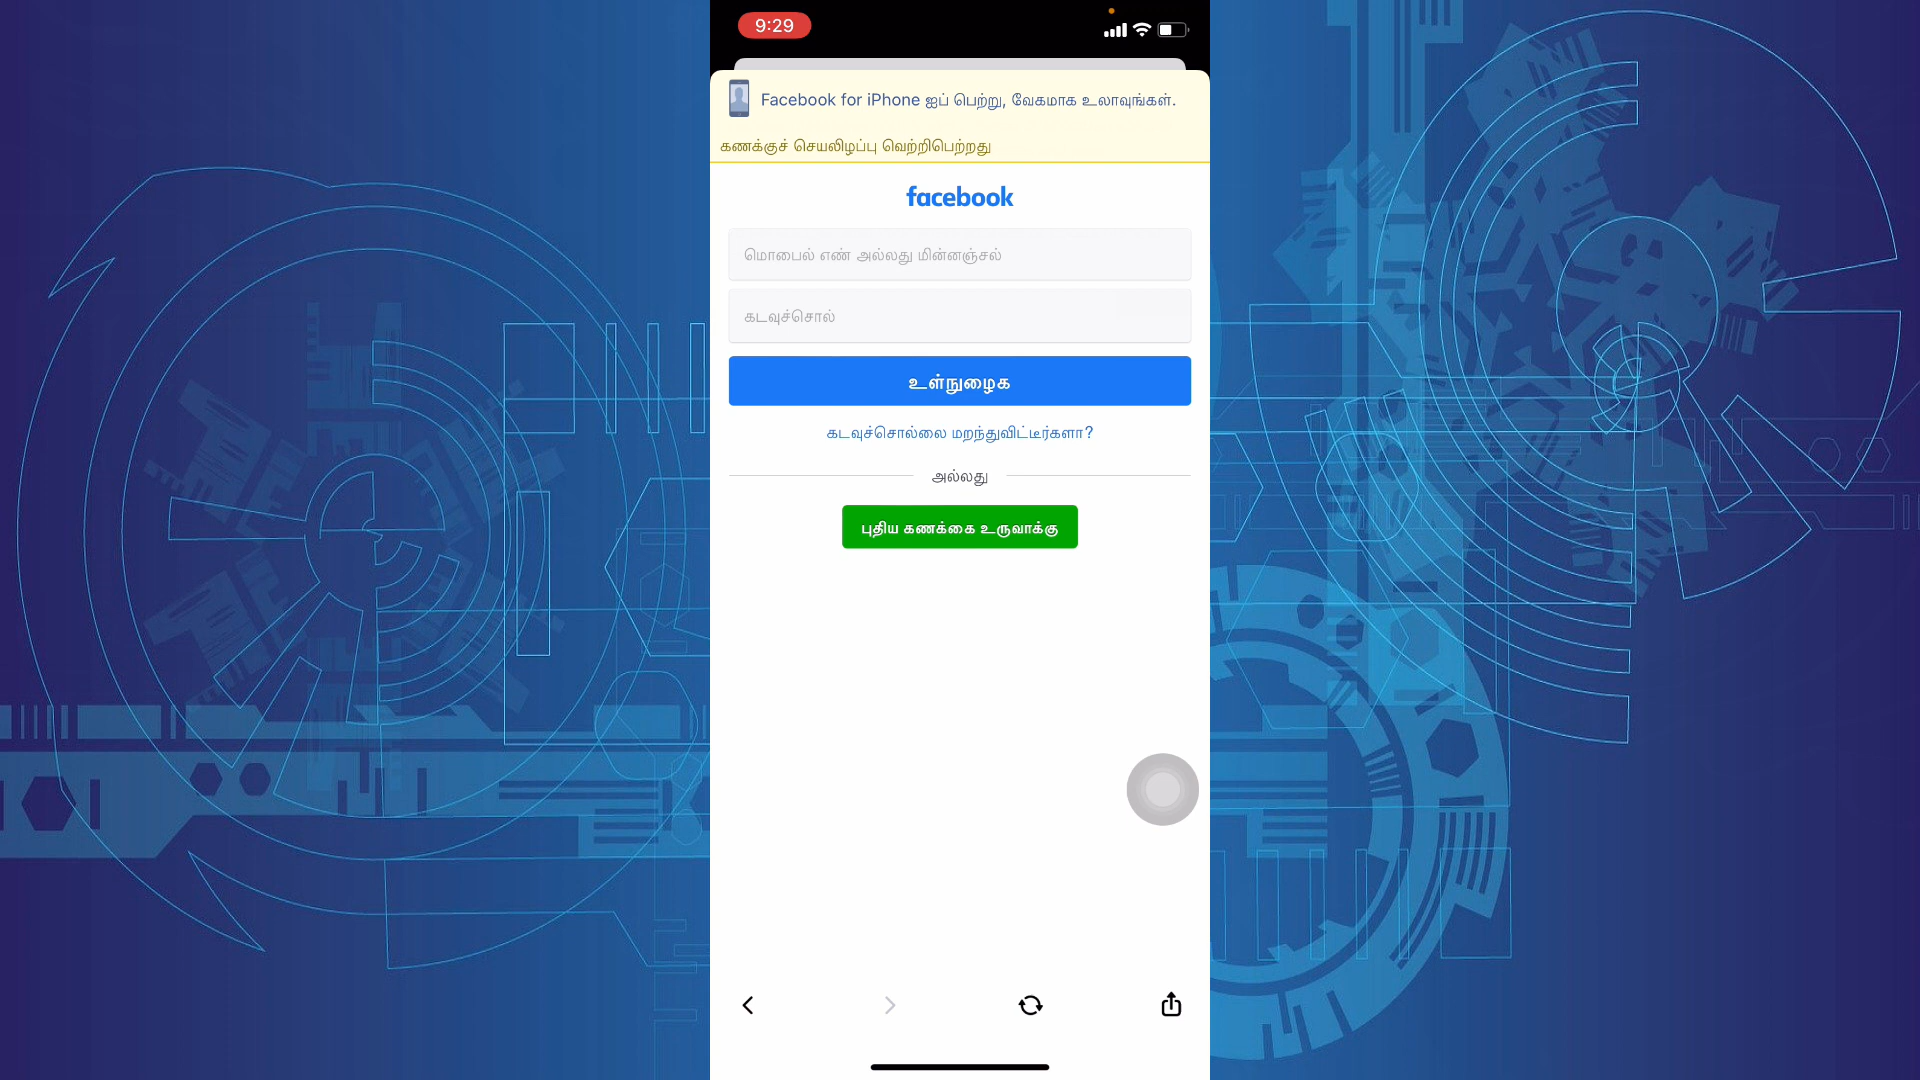 9:29
Facebook for iPhone ஐப் பெற்று, வேகமாக உலாவுங்கள்.
கணக்குச் செயலிழப்பு வெற்றிபெற்றது
facebook
மொபைல் எண் அல்லது மின்னஞ்சல்
கடவுச்சொல்
உள்நுழைக
கடவுச்சொல்லை மறந்துவிட்டீர்களா?
அல்லது
புதிய கணக்கை உருவாக்கு